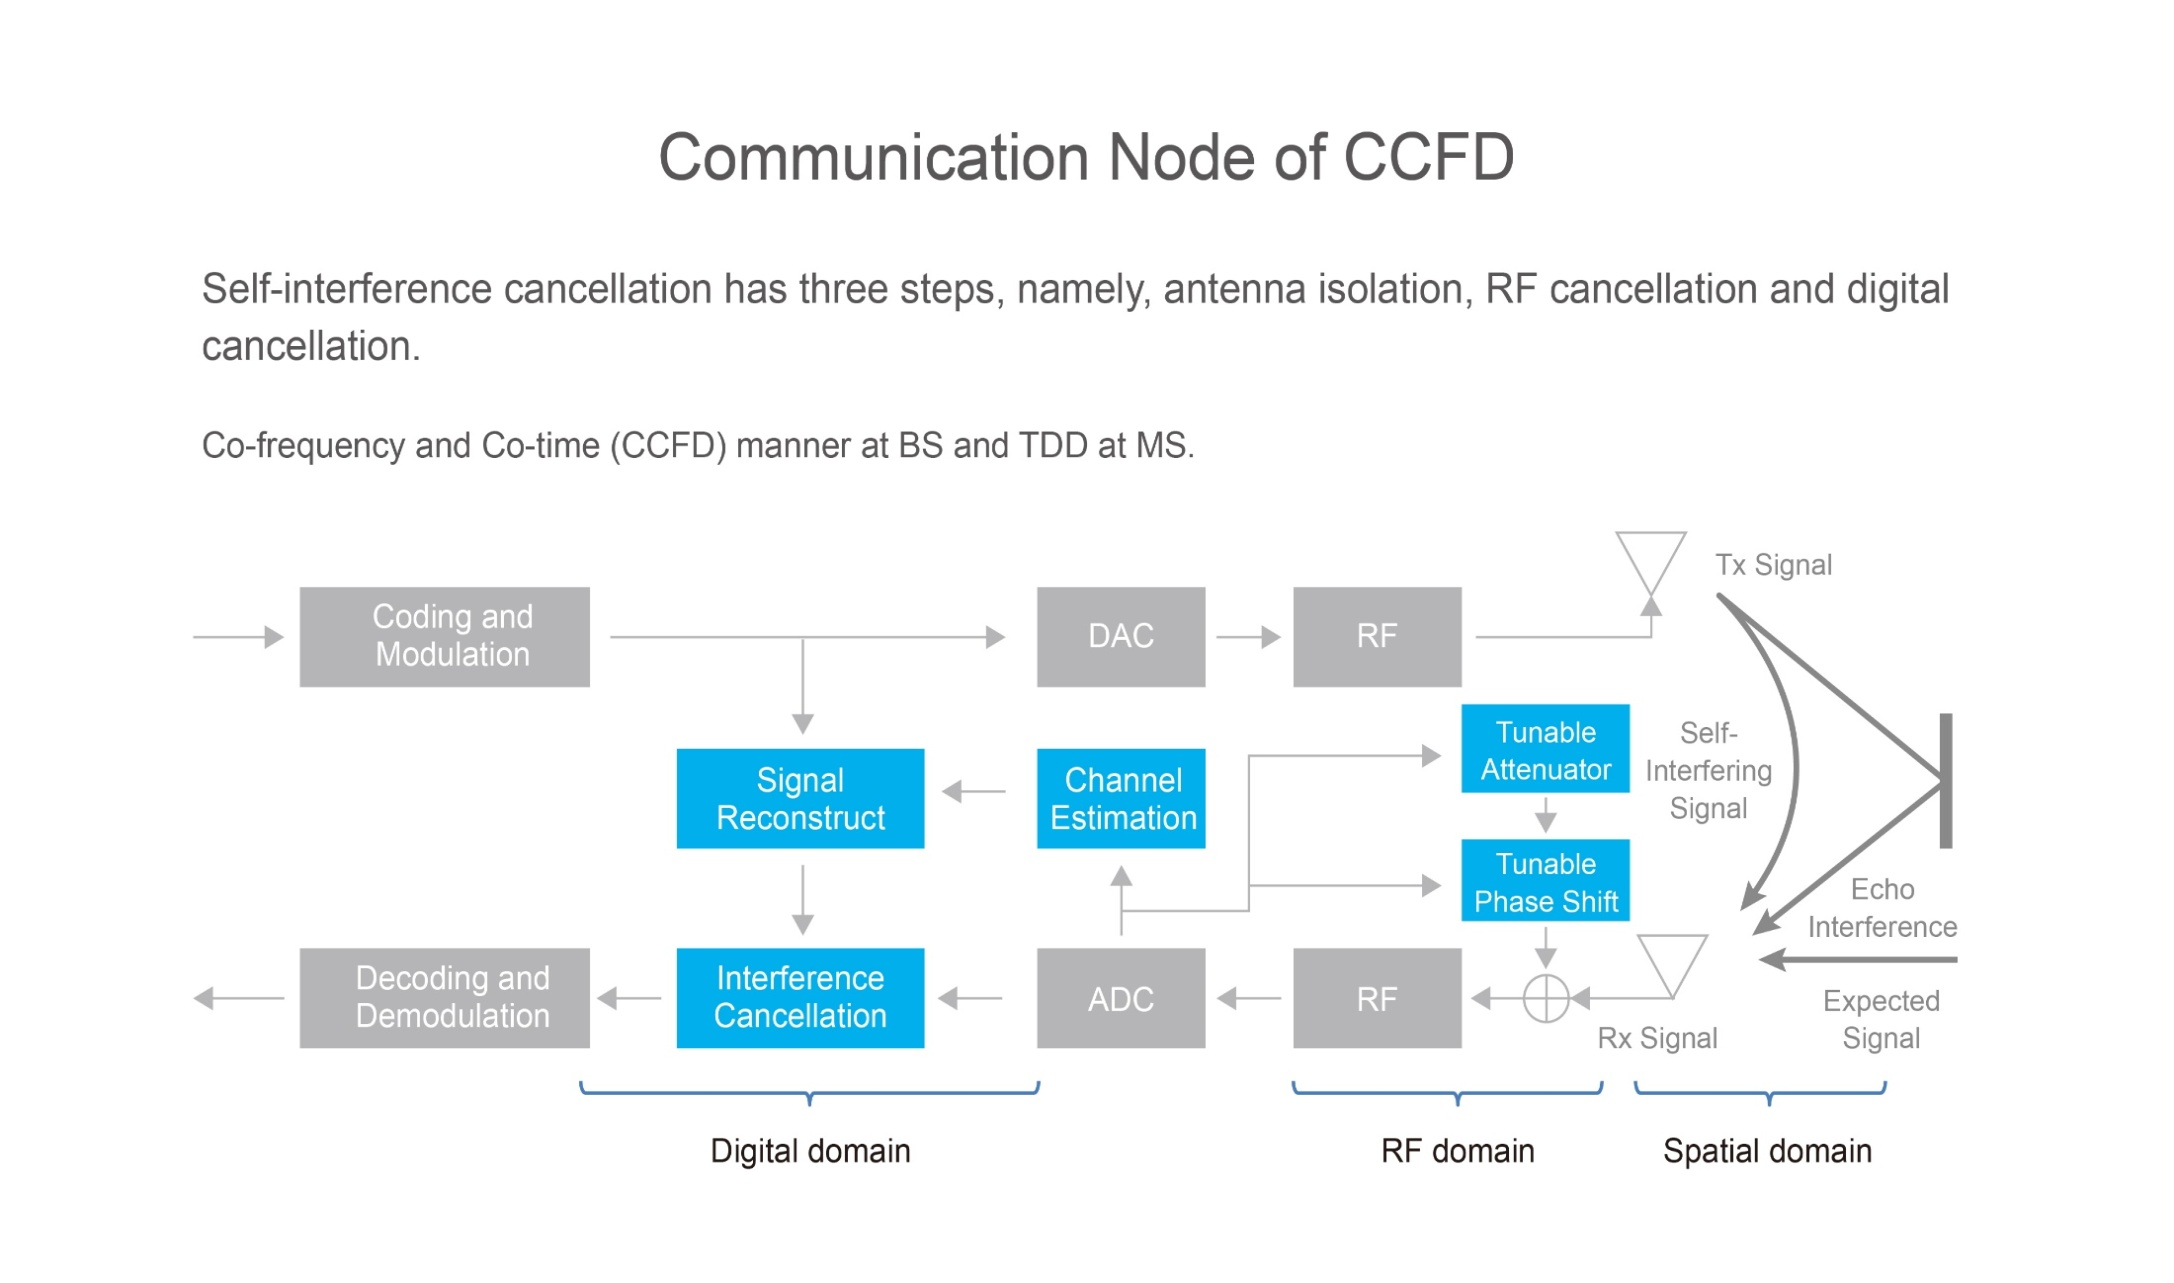 Communication Node of CCFD
Self-interference cancellation has three steps, namely, antenna isolation, RF cancellation and digital
cancellation.
Co-frequency and Co-time (CCFD) manner at BS and TDD at MS.
Tx Signal
Coding and
Modulation
DAC
RF
Signal
Reconstruct
Channel
Estimation
Tunable
Attenuator
Self-
Interfering
Signal
Tunable
Phase Shift
Echo
Interference
Decoding and
Demodulation
Interference
Cancellation
ADC
RF
Rx Signal
Expected
Signal
Digital domain
RF domain
Spatial domain